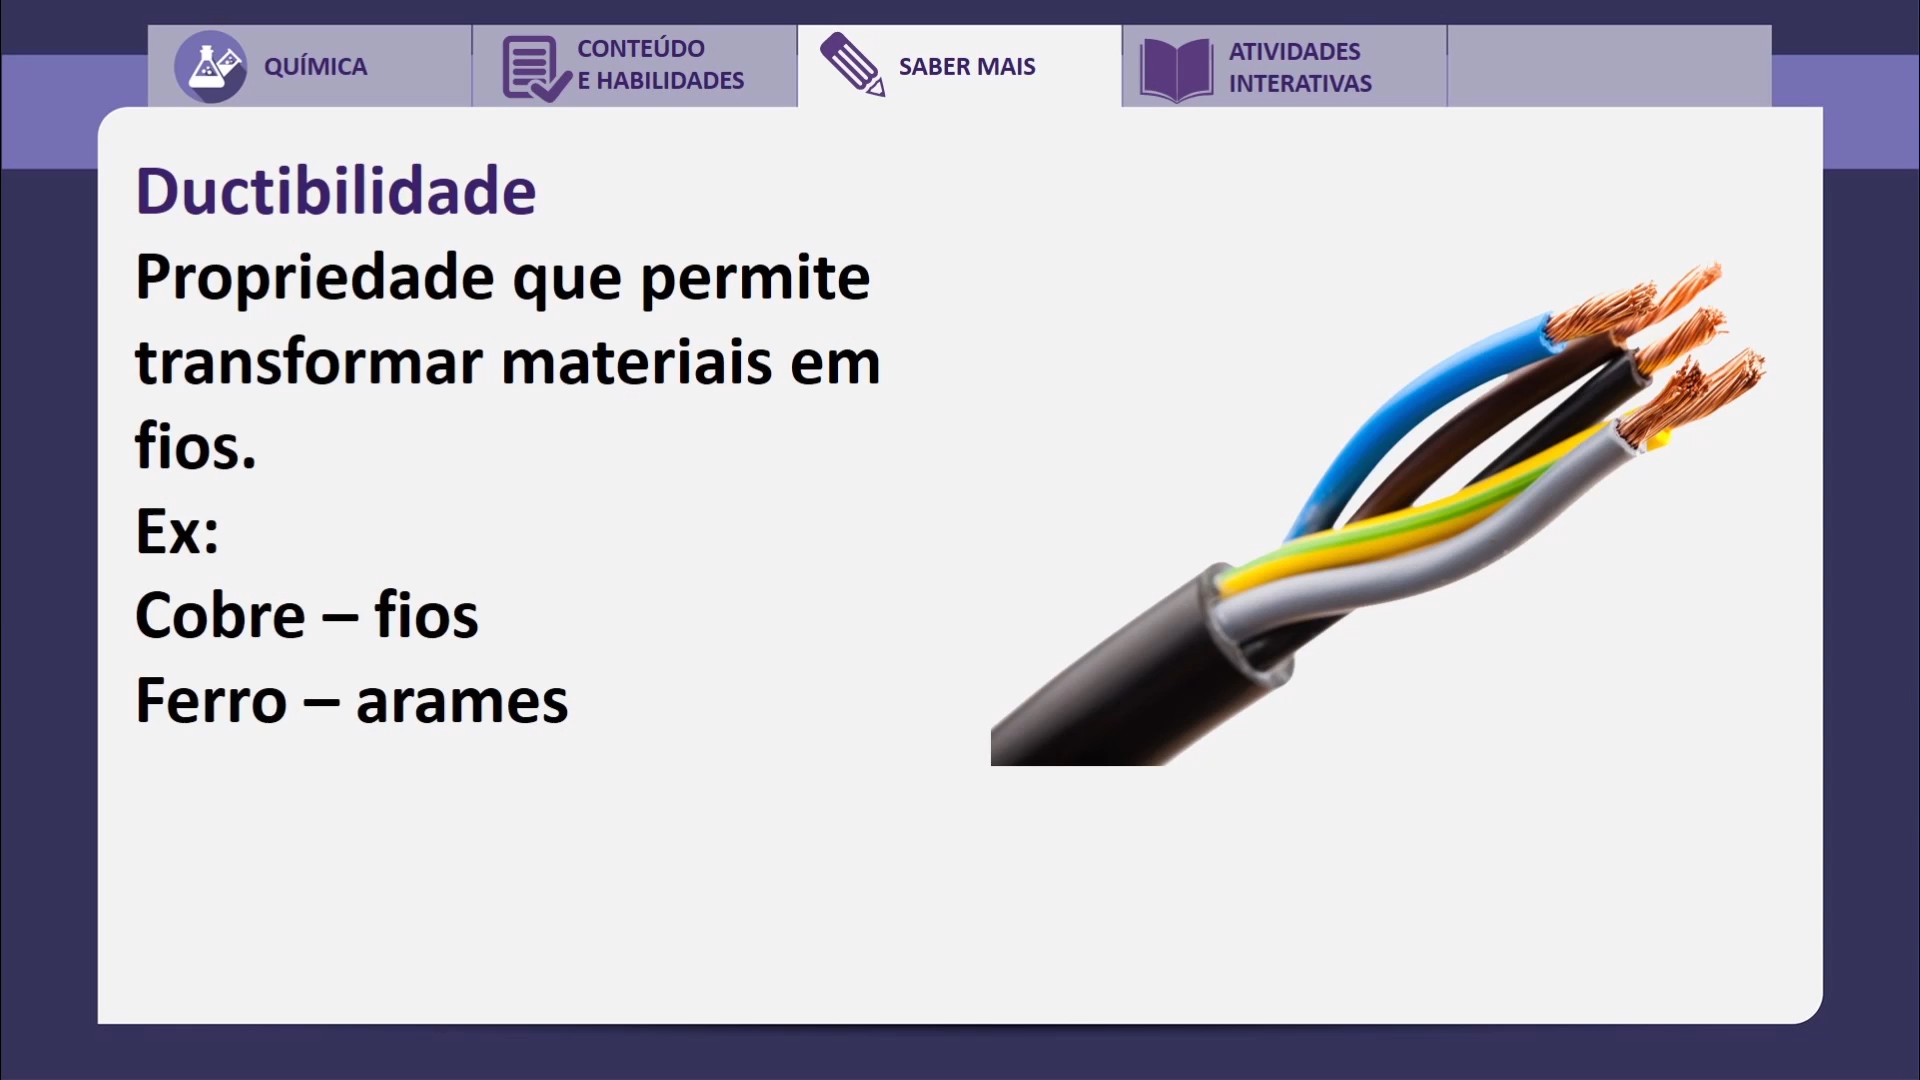 QUÍMICA
CONTEÚDO
E HABILIDADES
SABER MAIS
ATIVIDADES
INTERATIVAS
Ductibilidade
Propriedade que permite
transformar materiais em
fios.
Ex:
Cobre – fios
Ferro – arames